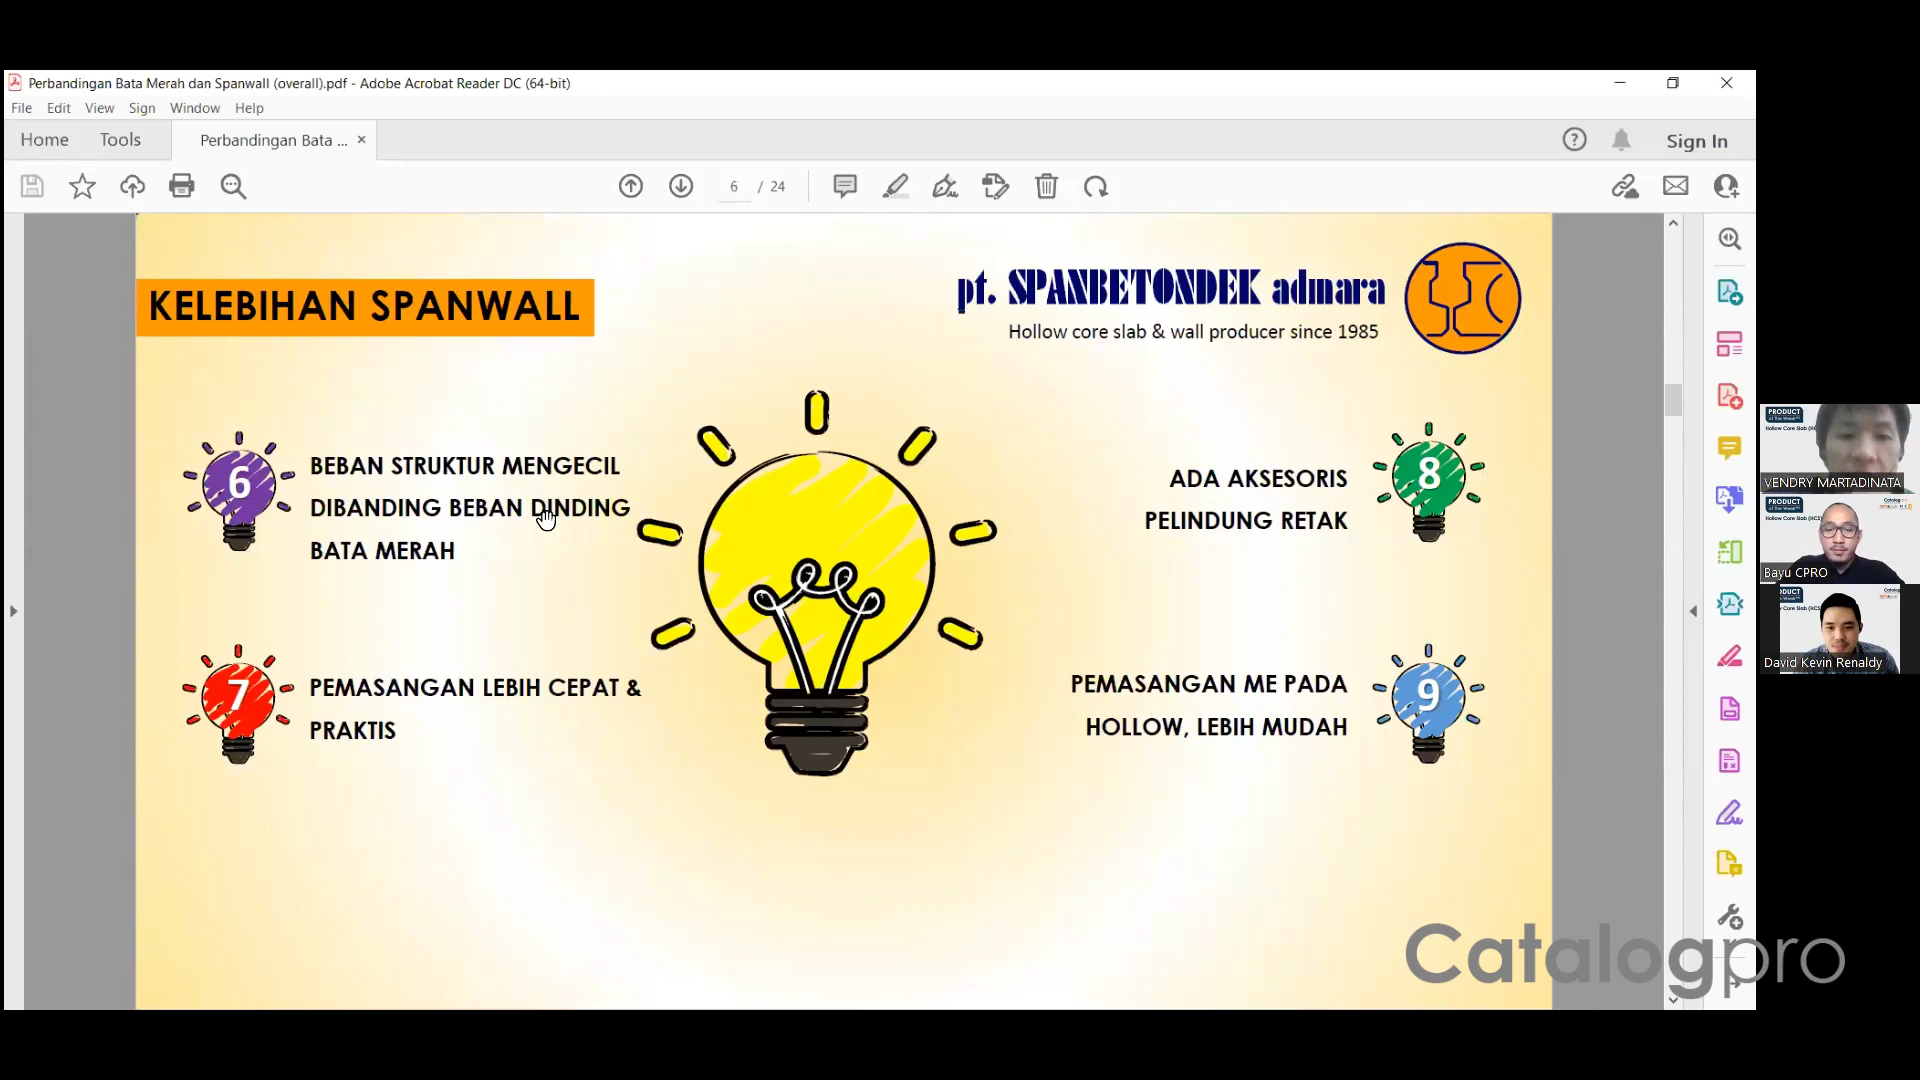 Perbandingan Bata Merah dan Spanwall (overall).pdf - Adobe Acrobat Reader DC (64-bit)
File Edit View Sign Window Help
Home Tools Perbandingan Bata ... Sign In
6 / 24
KELEBIHAN SPANWALL
pt. SPANBETONDEK admara
Hollow core slab & wall producer since 1985
6
BEBAN STRUKTUR MENGECIL
DIBANDING BEBAN DINDING
BATA MERAH
7
PEMASANGAN LEBIH CEPAT &
PRAKTIS
8
ADA AKSESORIS
PELINDUNG RETAK
9
PEMASANGAN ME PADA
HOLLOW, LEBIH MUDAH
PRODUCT
VENDRY MARTADINATA
PRODUCT
Bayu CPRO
David Kevin Renaldy
Catalogpro